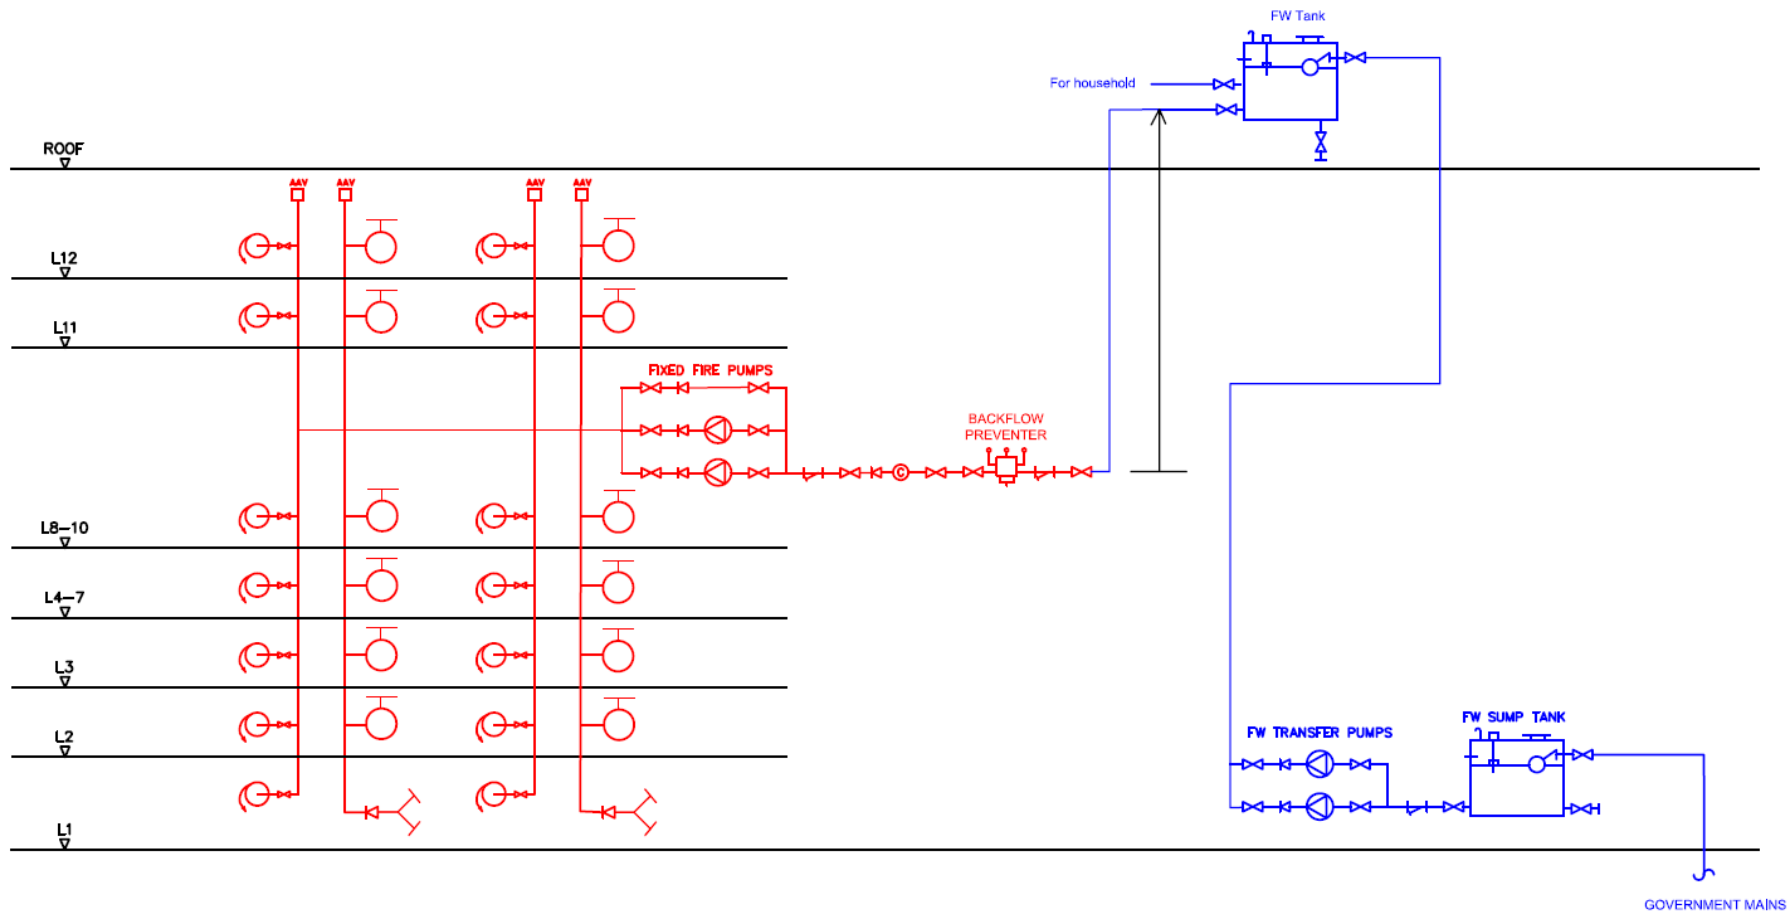 FW Tank
For household
ROOF
AAV
AAV
AAV
AAV
L12
L11
FIXED FIRE PUMPS
BACKFLOW
PREVENTER
C
L8-10
L4-7
L3
L2
FW TRANSFER PUMPS
FW SUMP TANK
L1
GOVERNMENT MAINS